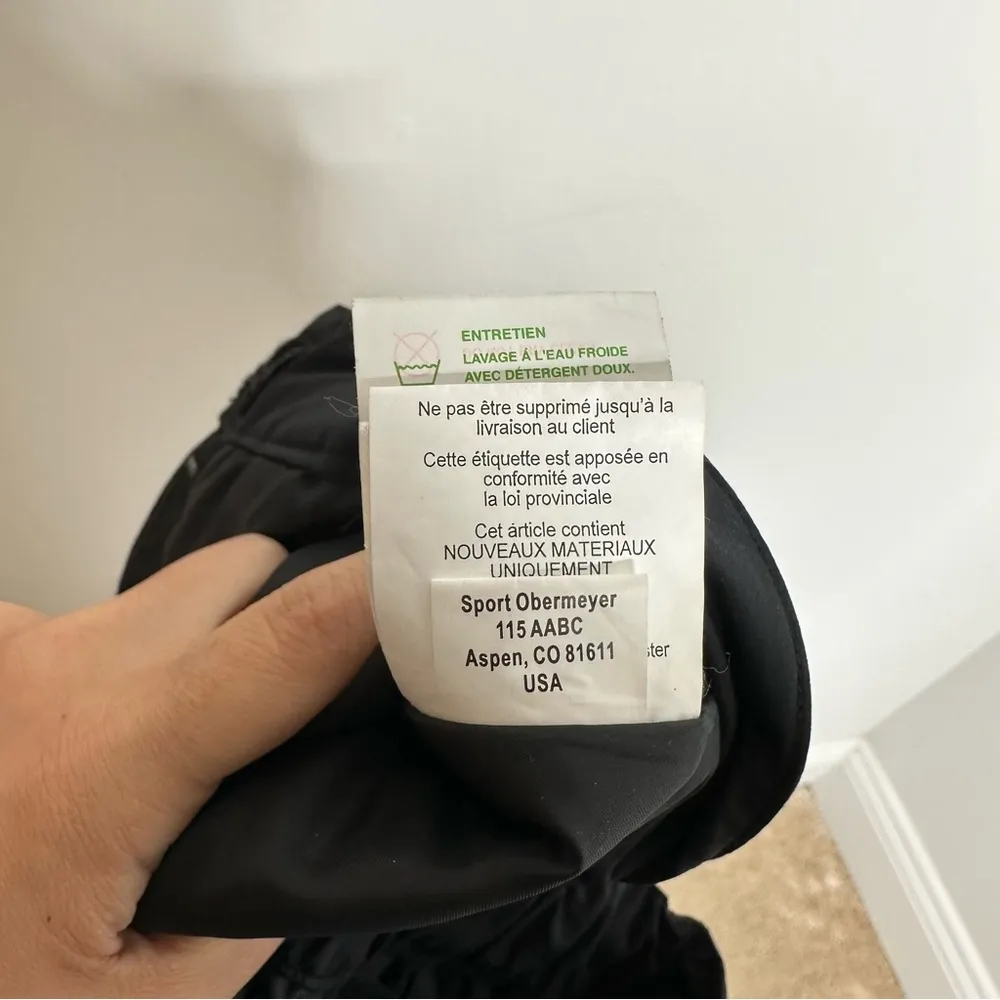 ENTRETIEN
LAVAGE Á L'EAU FROIDE
AVEC DÉTERGENT DOUX.
Ne pas être supprimé jusqu'à la
livraison au client
Cette étiquette est apposée en
conformité avec
la loi provinciale
Cet árticle contient
NOUVEAUX MATERIAUX
UNIQUEMENT
Sport Obermeyer
115 AABC
Aspen, CO 81611
USA